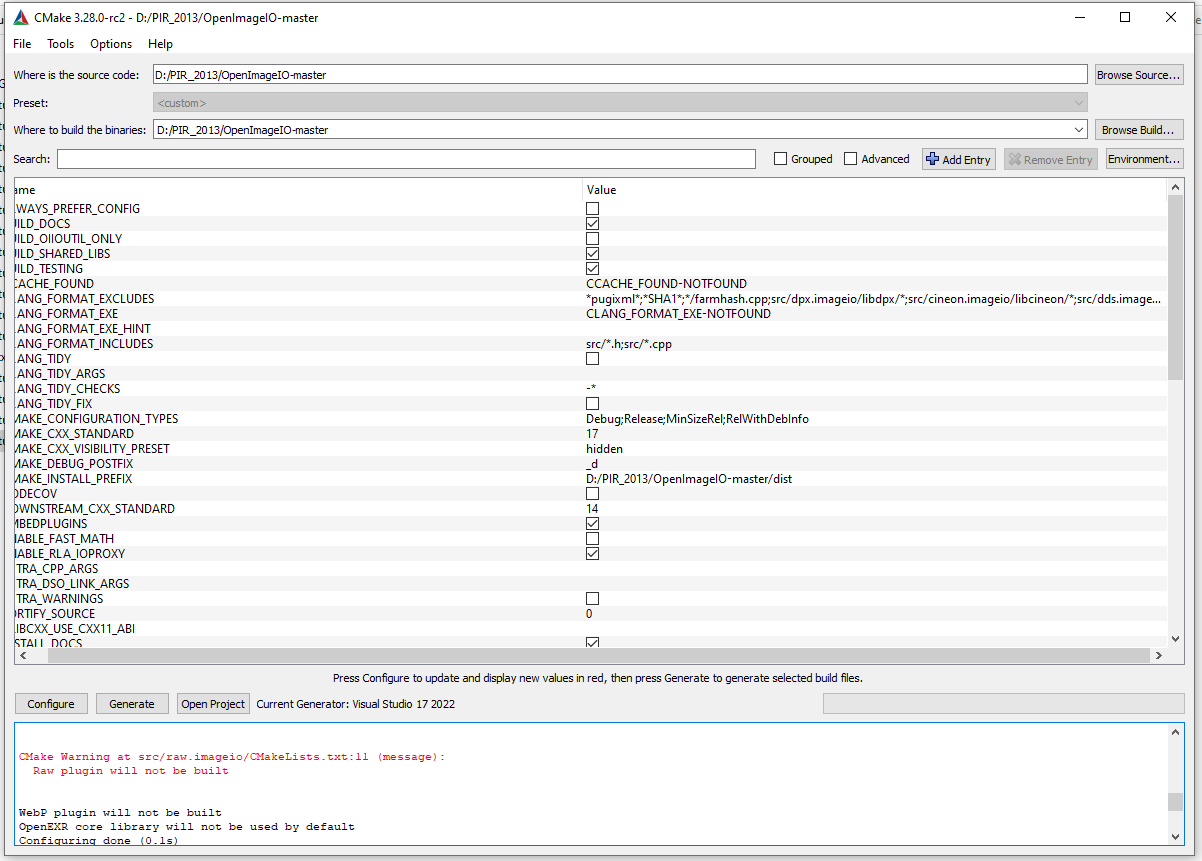 CMake 3.28.0-rc2 - D:/PIR_2013/OpenImageIO-master
File Tools Options Help
Where is the source code: D:/PIR_2013/OpenImageIO-master Browse Source...
Preset: <custom>
Where to build the binaries: D:/PIR_2013/OpenImageIO-master Browse Build...
Search: Grouped Advanced Add Entry Remove Entry Environment...
ame Value
WAYS_PREFER_CONFIG
ILD_DOCS
ILD_OIIOUTIL_ONLY
ILD_SHARED_LIBS
ILD_TESTING
CACHE_FOUND CCACHE_FOUND-NOTFOUND
ANG_FORMAT_EXCLUDES *pugixml*;*SHA1*;*/farmhash.cpp;src/dpx.imageio/libdpx/*;src/cineon.imageio/libcineon/*;src/dds.image...
ANG_FORMAT_EXE CLANG_FORMAT_EXE-NOTFOUND
ANG_FORMAT_EXE_HINT
ANG_FORMAT_INCLUDES src/*.h;src/*.cpp
ANG_TIDY
ANG_TIDY_ARGS
ANG_TIDY_CHECKS -*
ANG_TIDY_FIX
MAKE_CONFIGURATION_TYPES Debug;Release;MinSizeRel;RelWithDebInfo
MAKE_CXX_STANDARD 17
MAKE_CXX_VISIBILITY_PRESET hidden
MAKE_DEBUG_POSTFIX _d
MAKE_INSTALL_PREFIX D:/PIR_2013/OpenImageIO-master/dist
DDECOV
OWNSTREAM_CXX_STANDARD 14
MBEDPLUGINS
NABLE_FAST_MATH
NABLE_RLA_IOPROXY
TRA_CPP_ARGS
TRA_DSO_LINK_ARGS
TRA_WARNINGS
ORTIFY_SOURCE 0
IBCXX_USE_CXX11_ABI
STALL_DOCS
Press Configure to update and display new values in red, then press Generate to generate selected build files.
Configure Generate Open Project Current Generator: Visual Studio 17 2022
CMake Warning at src/raw.imageio/CMakeLists.txt:11 (message):
Raw plugin will not be built
WebP plugin will not be built
OpenEXR core library will not be used by default
Configuring done (0.1s)